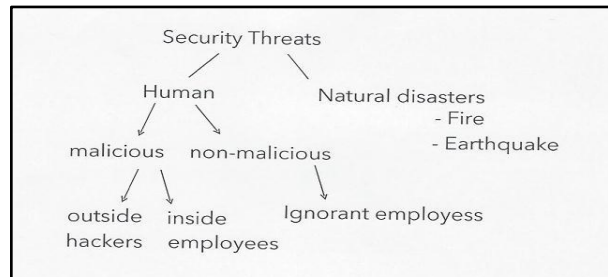 Security Threats
Human
Natural disasters
- Fire
- Earthquake
malicious
non-malicious
outside
hackers
inside
employees
Ignorant employess